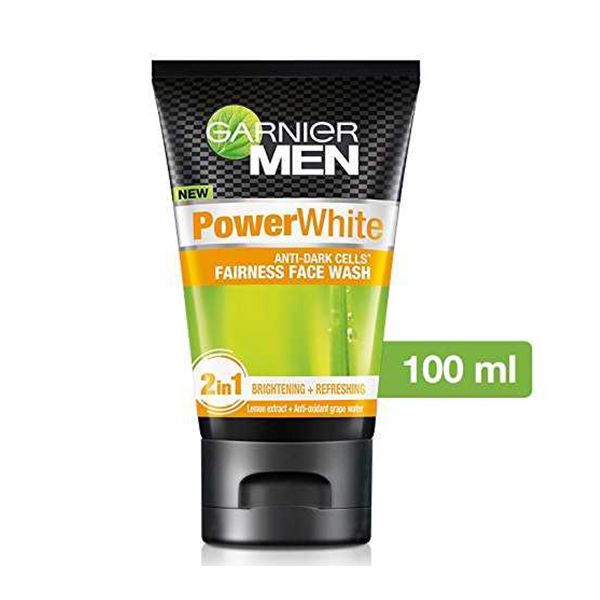 GARNIER
MEN
NEW
PowerWhite
ANTI-DARK CELLS*
FAIRNESS FACE WASH
2in1
BRIGHTENING + REFRESHING
Lemon extract + Anti-oxidant grape water
100 ml